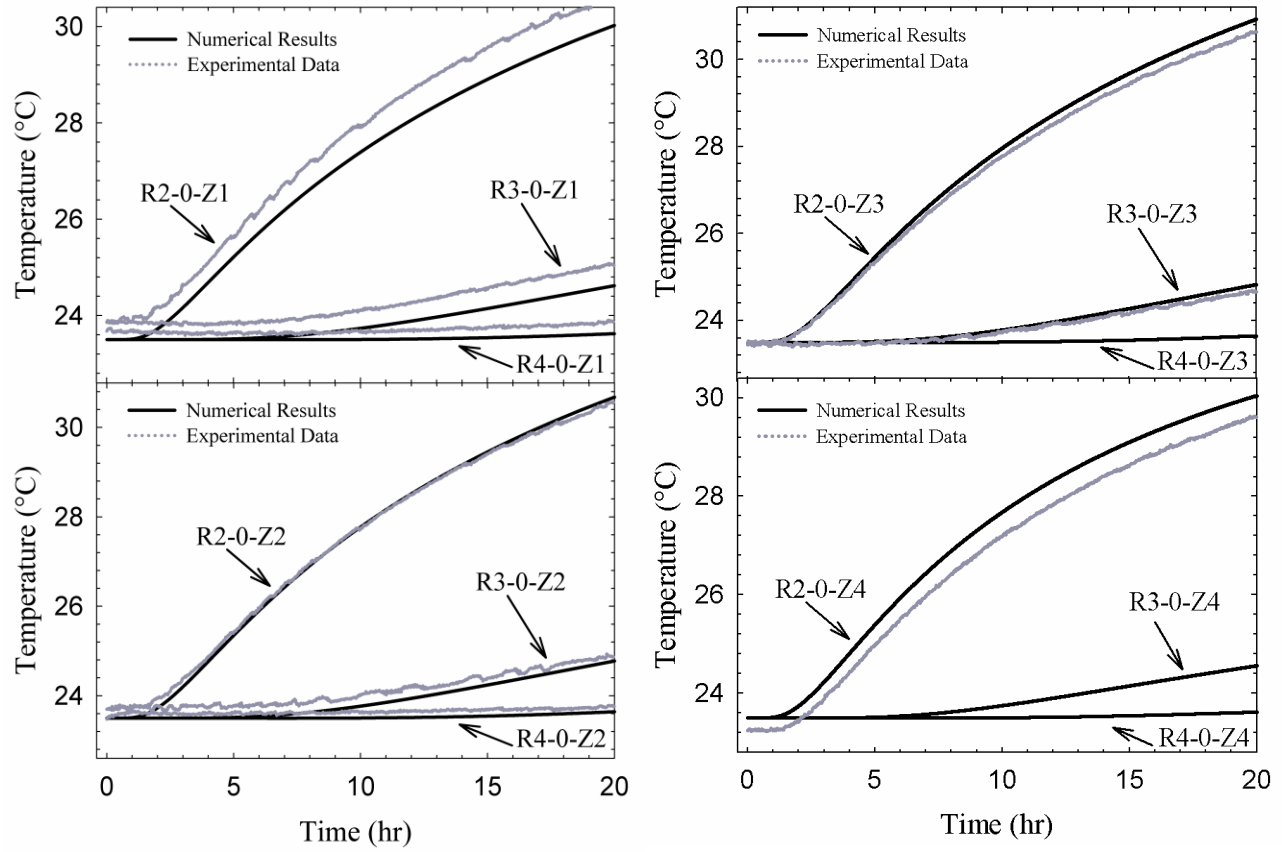 30
28
26
24
Temperature (°C)
Numerical Results
Experimental Data
R2-0-Z1
R3-0-Z1
R4-0-Z1
30
28
26
24
Temperature (°C)
Numerical Results
Experimental Data
R2-0-Z3
R3-0-Z3
R4-0-Z3
30
28
26
24
Temperature (°C)
Numerical Results
Experimental Data
R2-0-Z2
R3-0-Z2
R4-0-Z2
0 5 10 15 20
Time (hr)
30
28
26
24
Temperature (°C)
Numerical Results
Experimental Data
R2-0-Z4
R3-0-Z4
R4-0-Z4
0 5 10 15 20
Time (hr)